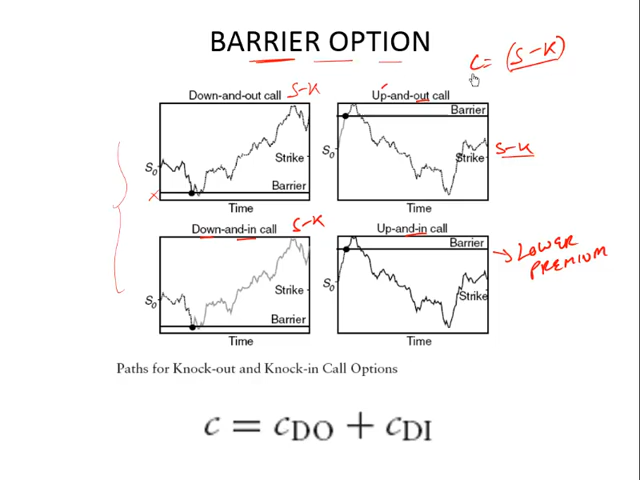 BARRIER OPTION
C = (S-K)
Down-and-out call S-K
Up-and-out call
Barrier
S0
Strike
Barrier
Time
S0
Strike S-K
Time
Down-and-in call S-K
Up-and-in call
Barrier → LOWER PREMIUM
S0
Strike
Barrier
Time
S0
Strike
Time
Paths for Knock-out and Knock-in Call Options
c = cDO + cDI